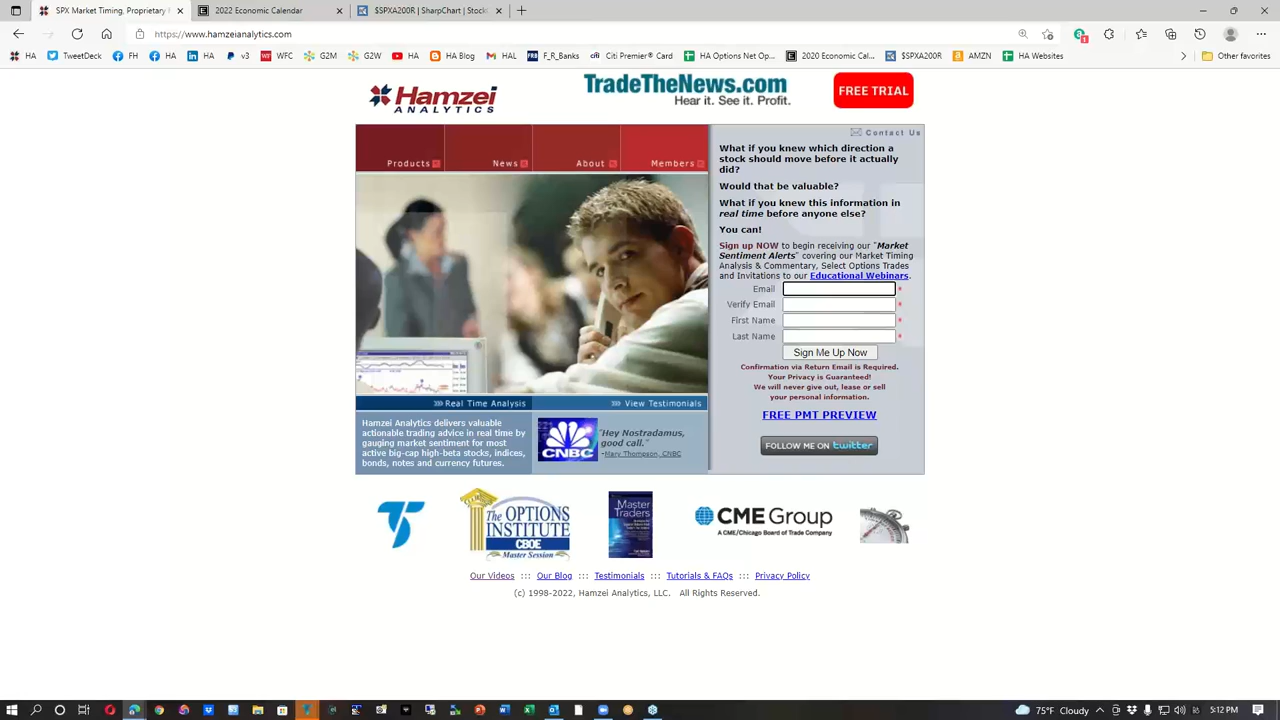 SPX Market Timing, Proprietary I
2022 Economic Calendar
$SPXA200R | SharpChart | Stock
https://www.hamzeianalytics.com
HA
TweetDeck
FH
HA
LN
HA
WFC
G2M
G2W
HA
HA Blog
HAL
F_R_Banks
Citi Premier® Card
HA Options Net Op...
2020 Economic Cal...
$SPXA200R
AMZN
HA Websites
Other favorites
Hamzei
ANALYTICS
TradeTheNews.com
Hear it. See it. Profit.
FREE TRIAL
Products
News
About
Members
Contact Us
What if you knew which direction a
stock should move before it actually
did?
Would that be valuable?
What if you knew this information in
real time before anyone else?
You can!
Sign up NOW to begin receiving our "Market
Sentiment Alerts" covering our Market Timing
Analysis & Commentary, Select Options Trades
and Invitations to our Educational Webinars.
Email *
Verify Email *
First Name *
Last Name *
Sign Me Up Now
Confirmation via Return Email is Required.
Your Privacy is Guaranteed!
We will never give out, lease or sell
your personal information.
FREE PMT PREVIEW
FOLLOW ME ON twitter
Real Time Analysis
View Testimonials
Hamzei Analytics delivers valuable
actionable trading advice in real time by
gauging market sentiment for most
active big-cap high-beta stocks, indices,
bonds, notes and currency futures.
CNBC
"Hey Nostradamus,
good call."
-Mary Thompson, CNBC
The OPTIONS
INSTITUTE
CBOE
Master Session
Master
Traders
CME Group
A CME/Chicago Board of Trade Company
Our Videos ::: Our Blog ::: Testimonials ::: Tutorials & FAQs ::: Privacy Policy
(c) 1998-2022, Hamzei Analytics, LLC. All Rights Reserved.
75°F Cloudy
5:12 PM